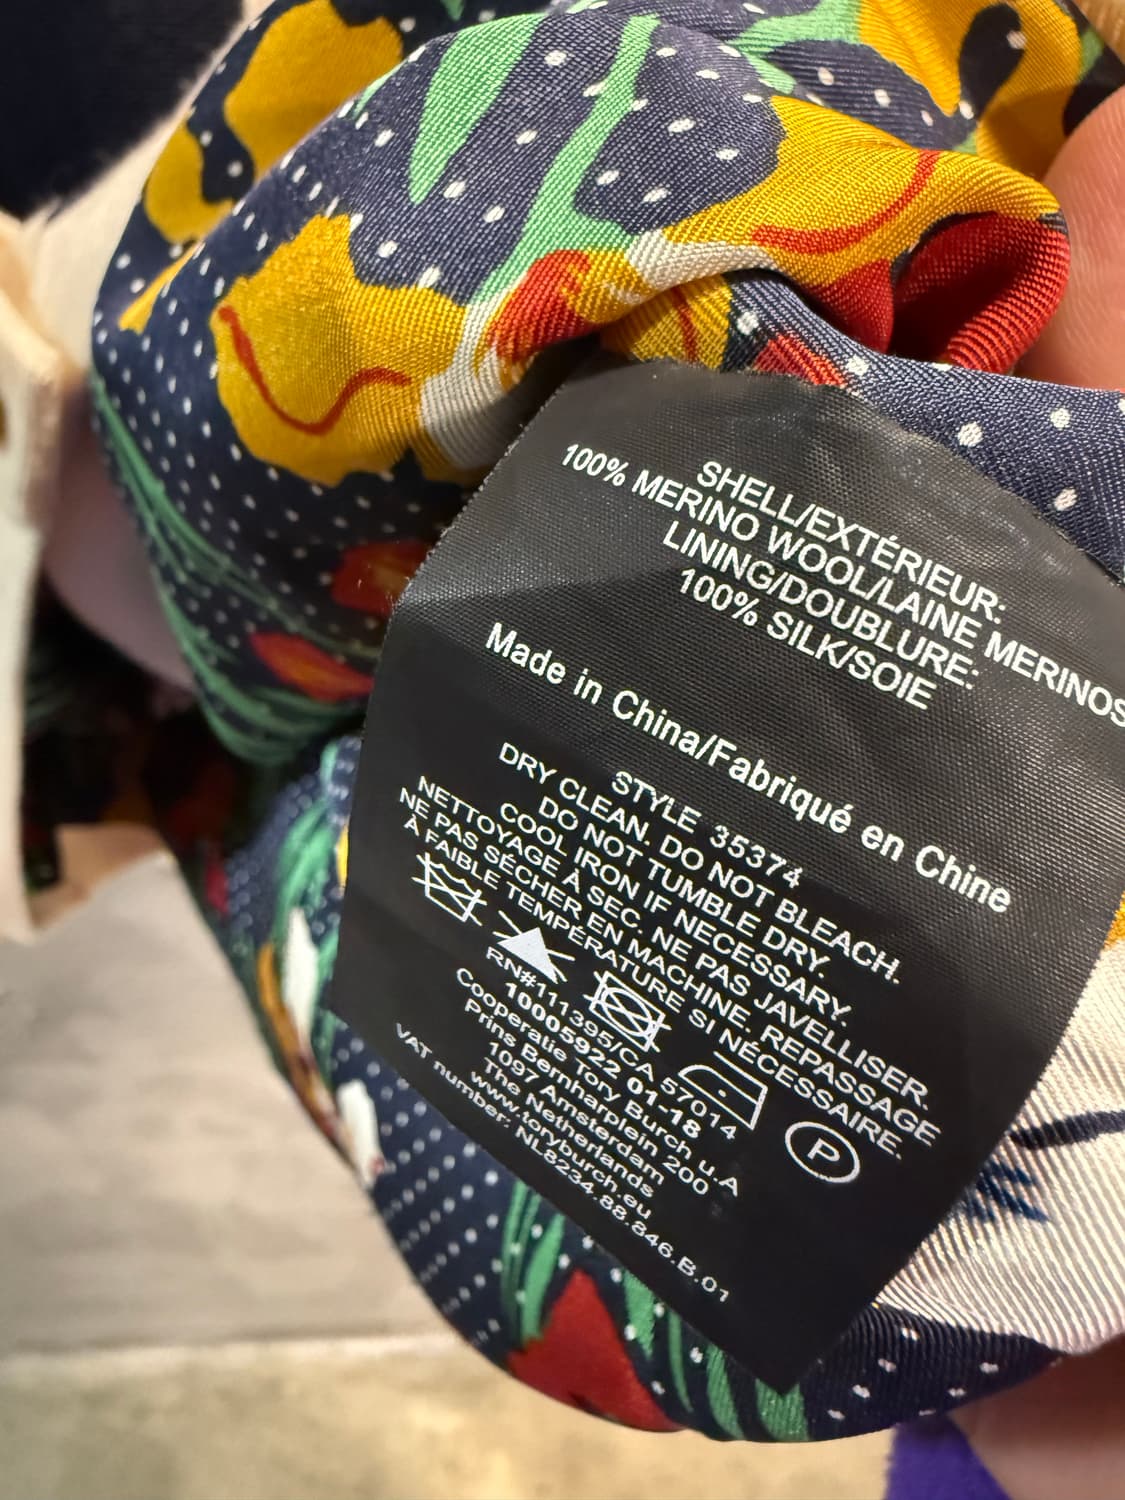 SHELL/EXTÉRIEUR:
100% MERINO WOOL/LAINE MERINOS
LINING/DOUBLURE:
100% SILK/SOIE
Made in China/Fabriqué en Chine
STYLE 35374
DRY CLEAN. DO NOT BLEACH.
DO NOT TUMBLE DRY.
COOL IRON IF NECESSARY.
NETTOYAGE À SEC. NE PAS JAVELLISER.
NE PAS SÉCHER EN MACHINE. REPASSAGE
À FAIBLE TEMPÉRATURE SI NÉCESSAIRE.
P
RN#111395/CA 57014
10005922 01-18
Cooperatie Tory Burch u.A
Prins Bernharplein 200
1097 Amsterdam
The Netherlands
www.toryburch.eu
VAT number: NL8234.88.846.B.01